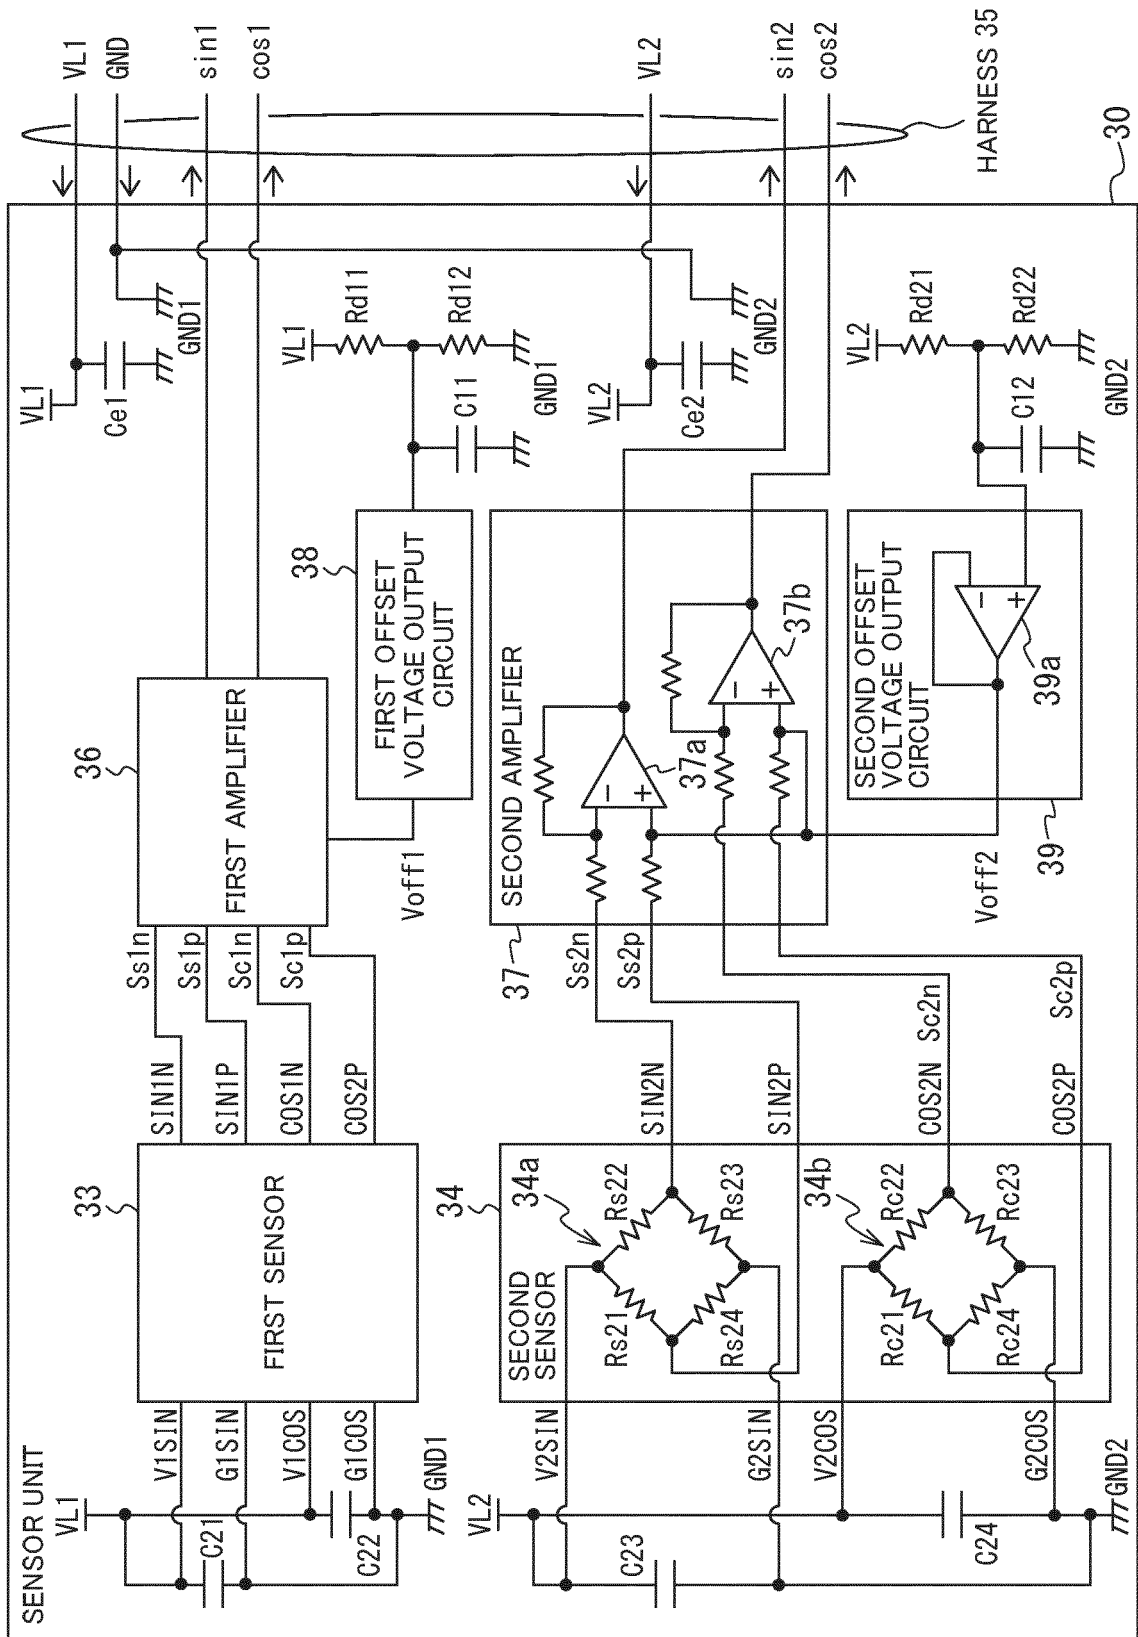 SENSOR UNIT
30
HARNESS 35
VL1
GND
sin1
cos1
VL2
sin2
cos2
VL1
Ce1
GND1
VL1
Rd11
Rd12
C11
GND1
VL2
Ce2
GND2
VL2
Rd21
Rd22
C12
GND2
36
FIRST AMPLIFIER
38
FIRST OFFSET
VOLTAGE OUTPUT
CIRCUIT
Voff1
37
SECOND AMPLIFIER
37a
37b
-
+
-
+
39
SECOND OFFSET
VOLTAGE OUTPUT
CIRCUIT
39a
-
+
Voff2
Ss1n
Ss1p
Sc1n
Sc1p
SIN1N
SIN1P
COS1N
COS2P
Ss2n
Ss2p
Sc2n
Sc2p
SIN2N
SIN2P
COS2N
COS2P
33
FIRST SENSOR
34
SECOND
SENSOR
34a
Rs22
Rs23
Rs21
Rs24
34b
Rc22
Rc23
Rc21
Rc24
V1SIN
G1SIN
V1COS
G1COS
VL1
C21
C22
GND1
V2SIN
G2SIN
V2COS
G2COS
VL2
C23
C24
GND2